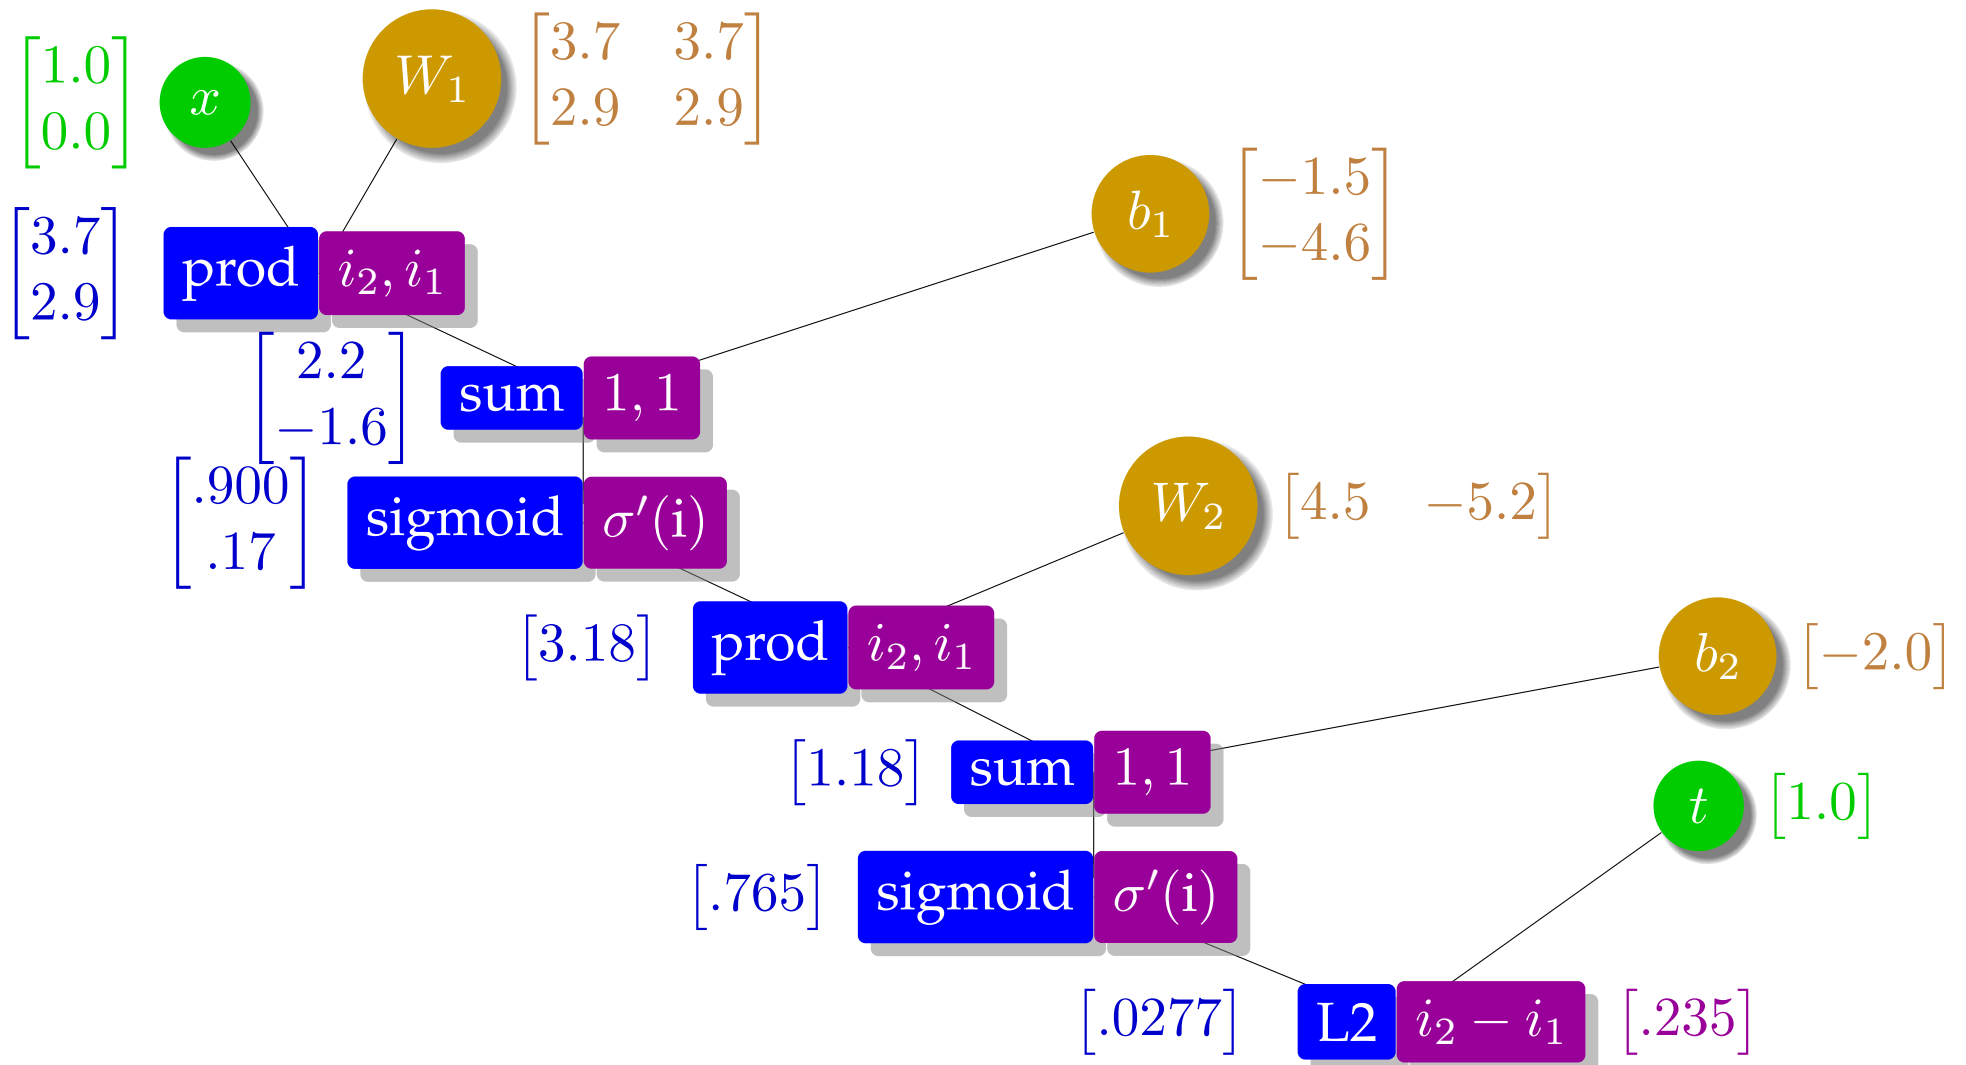 1.0
0.0
x
W₁
3.7 3.7
2.9 2.9
b₁
−1.5
−4.6
3.7
2.9
prod
i₂, i₁
2.2
−1.6
sum
1, 1
.900
.17
sigmoid
σ′(i)
W₂
4.5 −5.2
[3.18]
prod
i₂, i₁
b₂
[−2.0]
[1.18]
sum
1, 1
t
[1.0]
[.765]
sigmoid
σ′(i)
[.0277]
L2
i₂ − i₁
[.235]